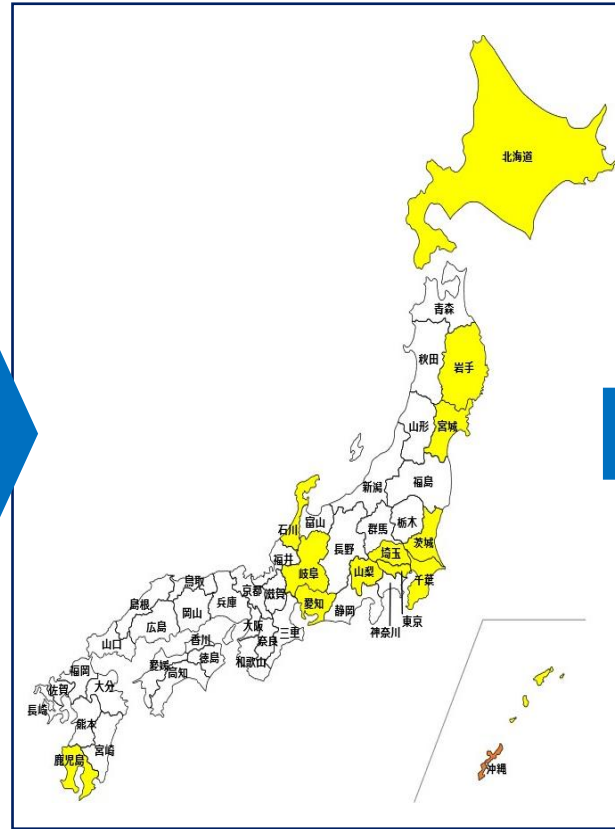 北海道
青森
秋田
岩手
山形
宮城
新潟
福島
石川
富山
群馬
栃木
福井
長野
埼玉
茨城
岐阜
山梨
千葉
愛知
静岡
東京
神奈川
鳥取
京都
滋賀
島根
岡山
兵庫
広島
大阪
奈良
三重
山口
香川
和歌山
愛媛
徳島
高知
福岡
佐賀
大分
長崎
熊本
宮崎
鹿児島
沖縄